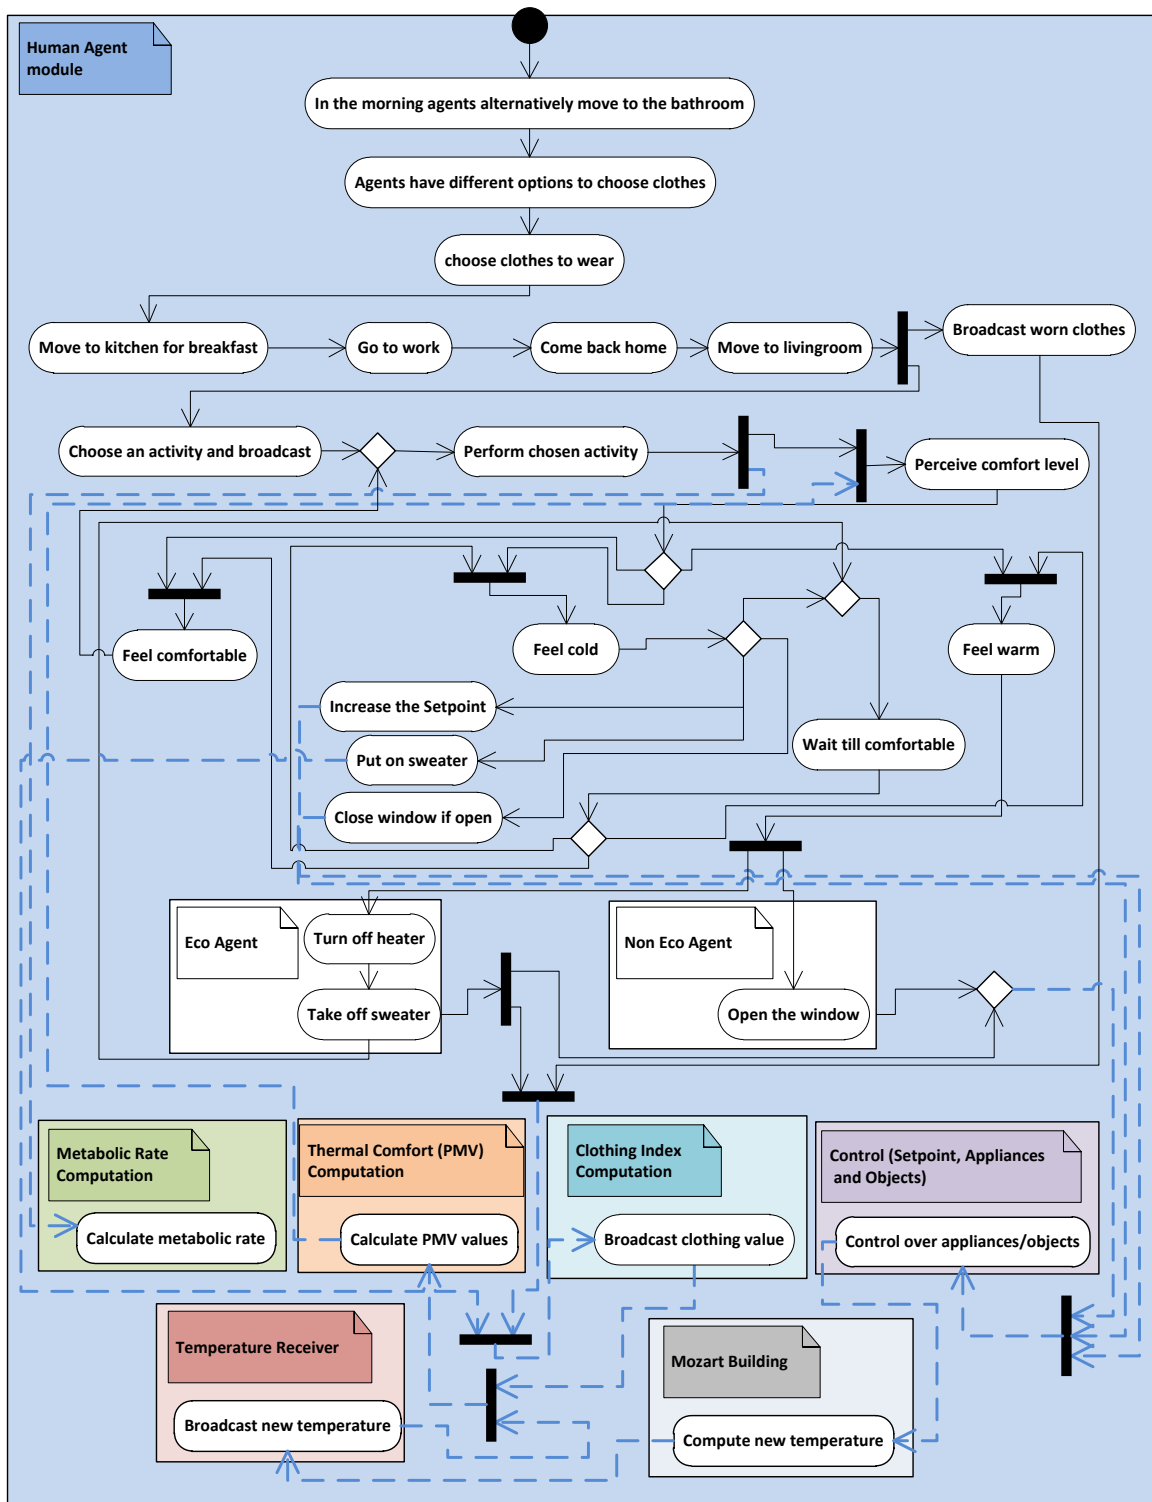 Human Agent
module
In the morning agents alternatively move to the bathroom
Agents have different options to choose clothes
choose clothes to wear
Move to kitchen for breakfast
Go to work
Come back home
Move to livingroom
Broadcast worn clothes
Choose an activity and broadcast
Perform chosen activity
Perceive comfort level
Feel comfortable
Feel cold
Feel warm
Increase the Setpoint
Put on sweater
Wait till comfortable
Close window if open
Eco Agent
Turn off heater
Take off sweater
Non Eco Agent
Open the window
Metabolic Rate
Computation
Calculate metabolic rate
Thermal Comfort (PMV)
Computation
Calculate PMV values
Clothing Index
Computation
Broadcast clothing value
Control (Setpoint, Appliances
and Objects)
Control over appliances/objects
Temperature Receiver
Broadcast new temperature
Mozart Building
Compute new temperature